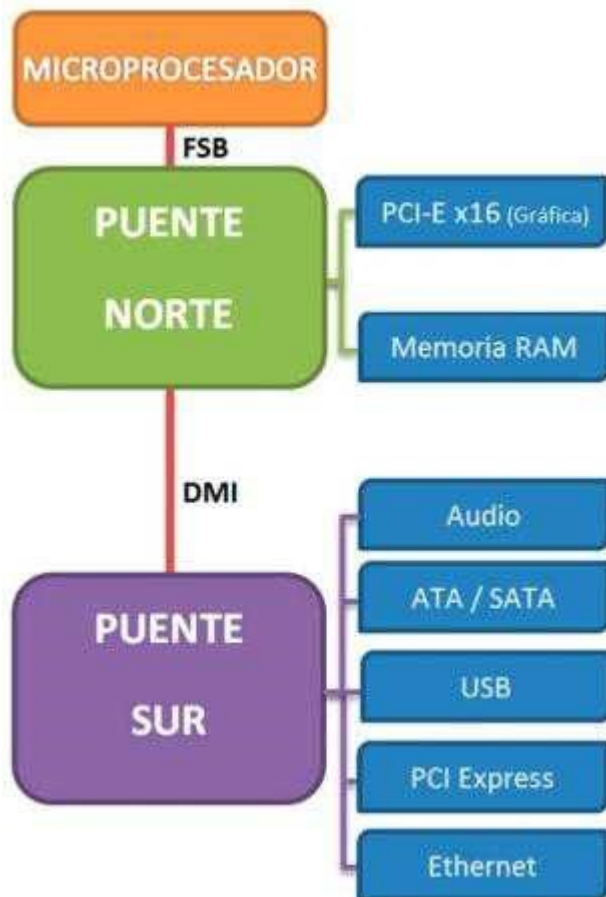 MICROPROCESADOR
FSB
PUENTE
NORTE
PCI-E x16 (Gráfica)
Memoria RAM
DMI
PUENTE
SUR
Audio
ATA / SATA
USB
PCI Express
Ethernet